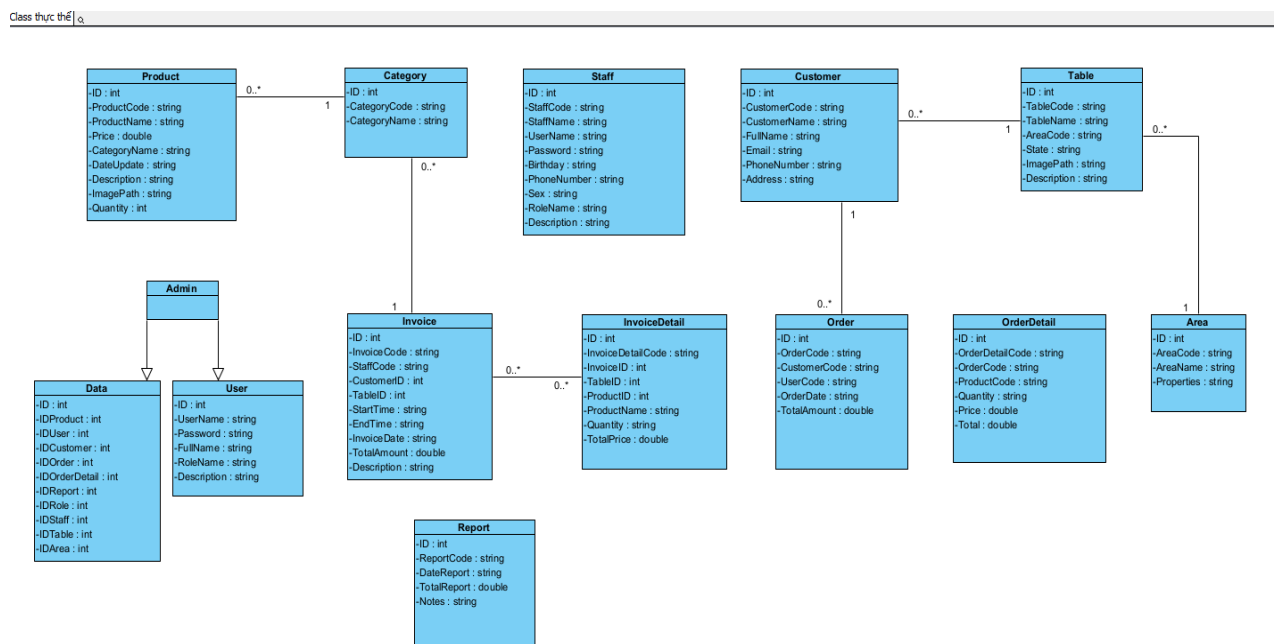 Class thực thể
Product
-ID : int
-ProductCode : string
-ProductName : string
-Price : double
-CategoryName : string
-DateUpdate : string
-Description : string
-ImagePath : string
-Quantity : int
0..*
1
Category
-ID : int
-CategoryCode : string
-CategoryName : string
0..*
1
Staff
-ID : int
-StaffCode : string
-StaffName : string
-UserName : string
-Password : string
-Birthday : string
-PhoneNumber : string
-Sex : string
-RoleName : string
-Description : string
Customer
-ID : int
-CustomerCode : string
-CustomerName : string
-FullName : string
-Email : string
-PhoneNumber : string
-Address : string
0..*
1
1
0..*
Table
-ID : int
-TableCode : string
-TableName : string
-AreaCode : string
-State : string
-ImagePath : string
-Description : string
0..*
1
Admin
Data
-ID : int
-IDProduct : int
-IDUser : int
-IDCustomer : int
-IDOrder : int
-IDOrderDetail : int
-IDReport : int
-IDRole : int
-IDStaff : int
-IDTable : int
-IDArea : int
User
-ID : int
-UserName : string
-Password : string
-FullName : string
-RoleName : string
-Description : string
Invoice
-ID : int
-InvoiceCode : string
-StaffCode : string
-CustomerID : int
-TableID : int
-StartTime : string
-EndTime : string
-InvoiceDate : string
-TotalAmount : double
-Description : string
0..*
0..*
InvoiceDetail
-ID : int
-InvoiceDetailCode : string
-InvoiceID : int
-TableID : int
-ProductID : int
-ProductName : string
-Quantity : string
-TotalPrice : double
Order
-ID : int
-OrderCode : string
-CustomerCode : string
-UserCode : string
-OrderDate : string
-TotalAmount : double
OrderDetail
-ID : int
-OrderDetailCode : string
-OrderCode : string
-ProductCode : string
-Quantity : string
-Price : double
-Total : double
Area
-ID : int
-AreaCode : string
-AreaName : string
-Properties : string
Report
-ID : int
-ReportCode : string
-DateReport : string
-TotalReport : double
-Notes : string